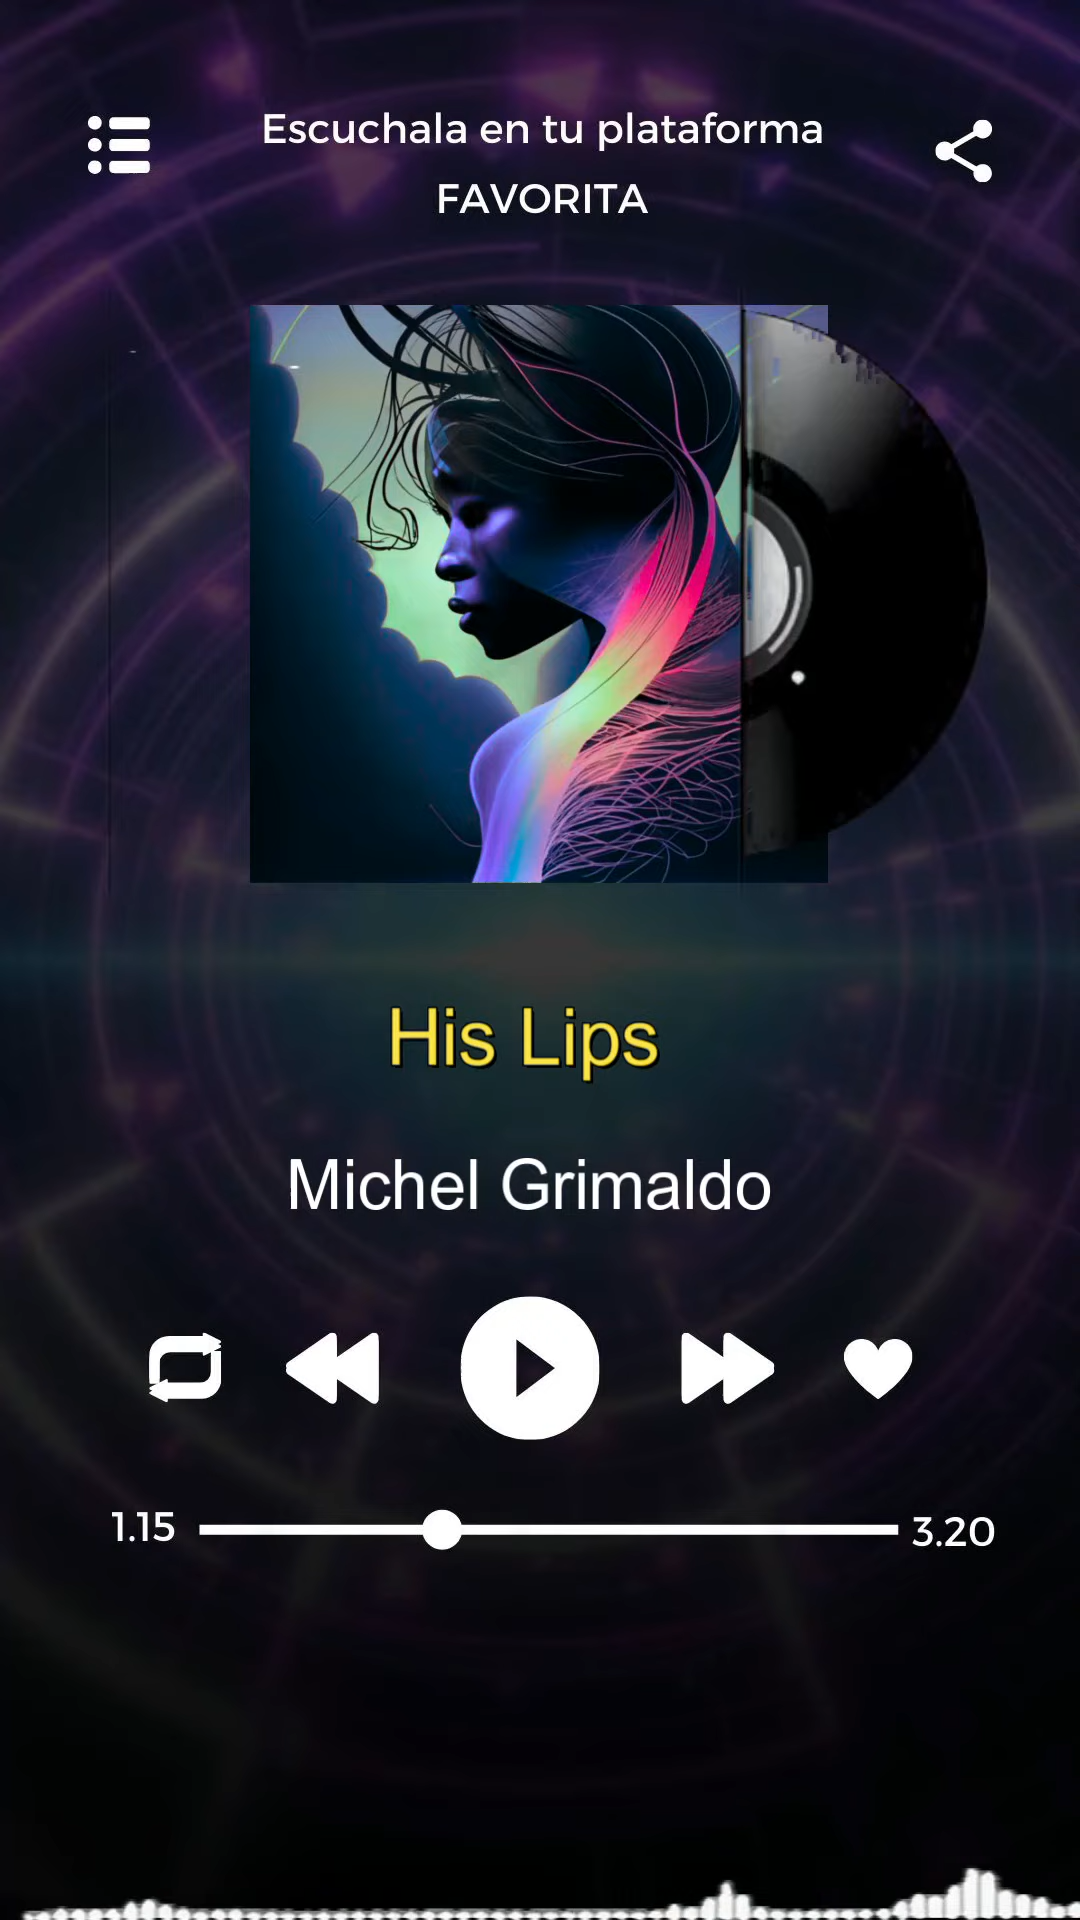 Escuchala en tu plataforma
FAVORITA
His Lips
Michel Grimaldo
1.15
3.20